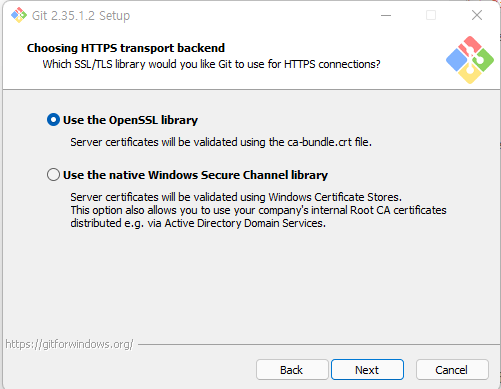 Git 2.35.1.2 Setup
Choosing HTTPS transport backend
Which SSL/TLS library would you like Git to use for HTTPS connections?
Use the OpenSSL library
Server certificates will be validated using the ca-bundle.crt file.
Use the native Windows Secure Channel library
Server certificates will be validated using Windows Certificate Stores.
This option also allows you to use your company's internal Root CA certificates
distributed e.g. via Active Directory Domain Services.
https://gitforwindows.org/
Back
Next
Cancel